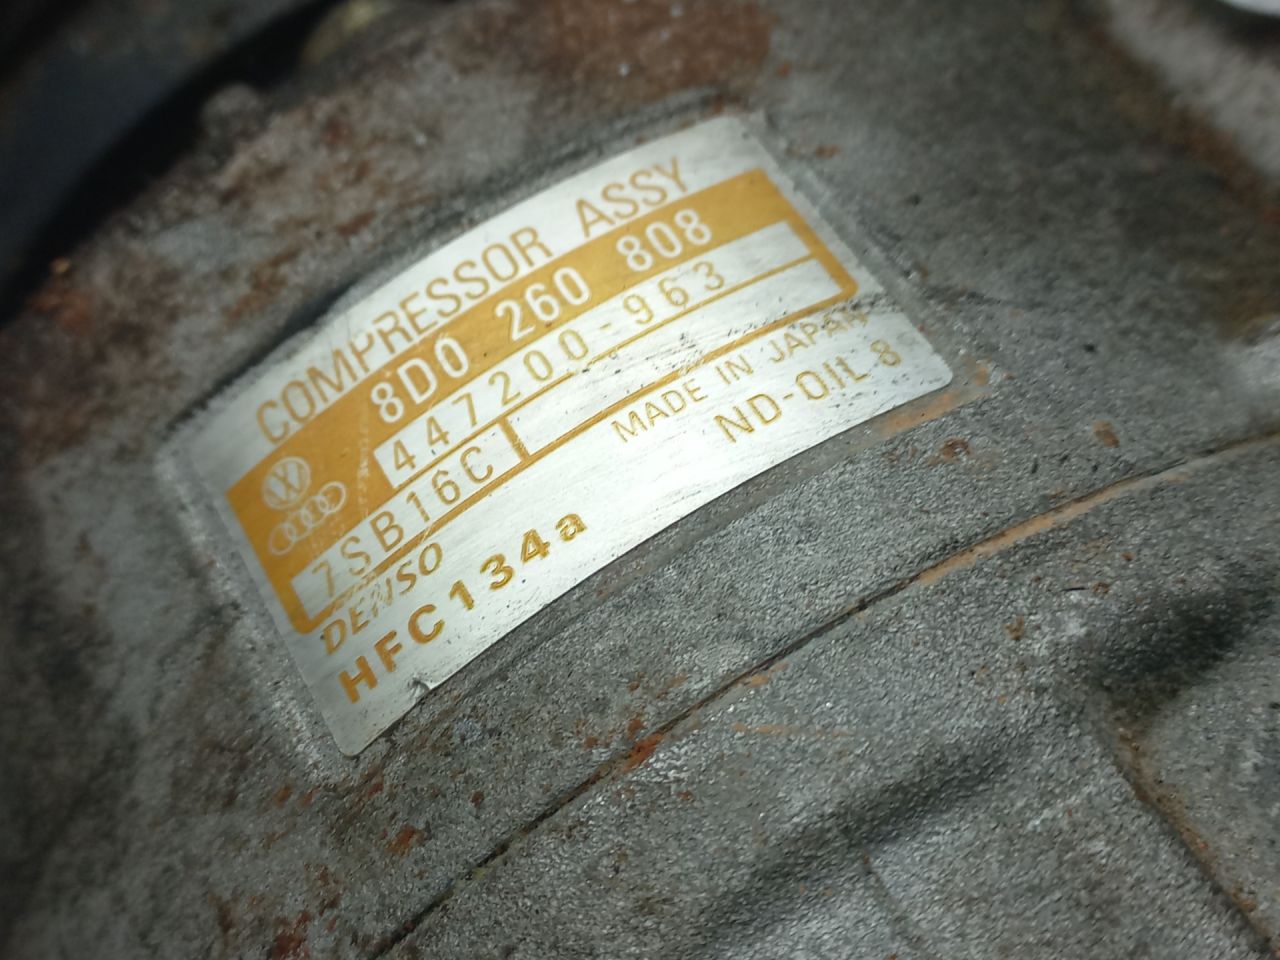 COMPRESSOR ASSY
8D0 260 808
447200-963
7SB16C
DENSO
MADE IN JAPAN
HFC134a
ND-OIL 8